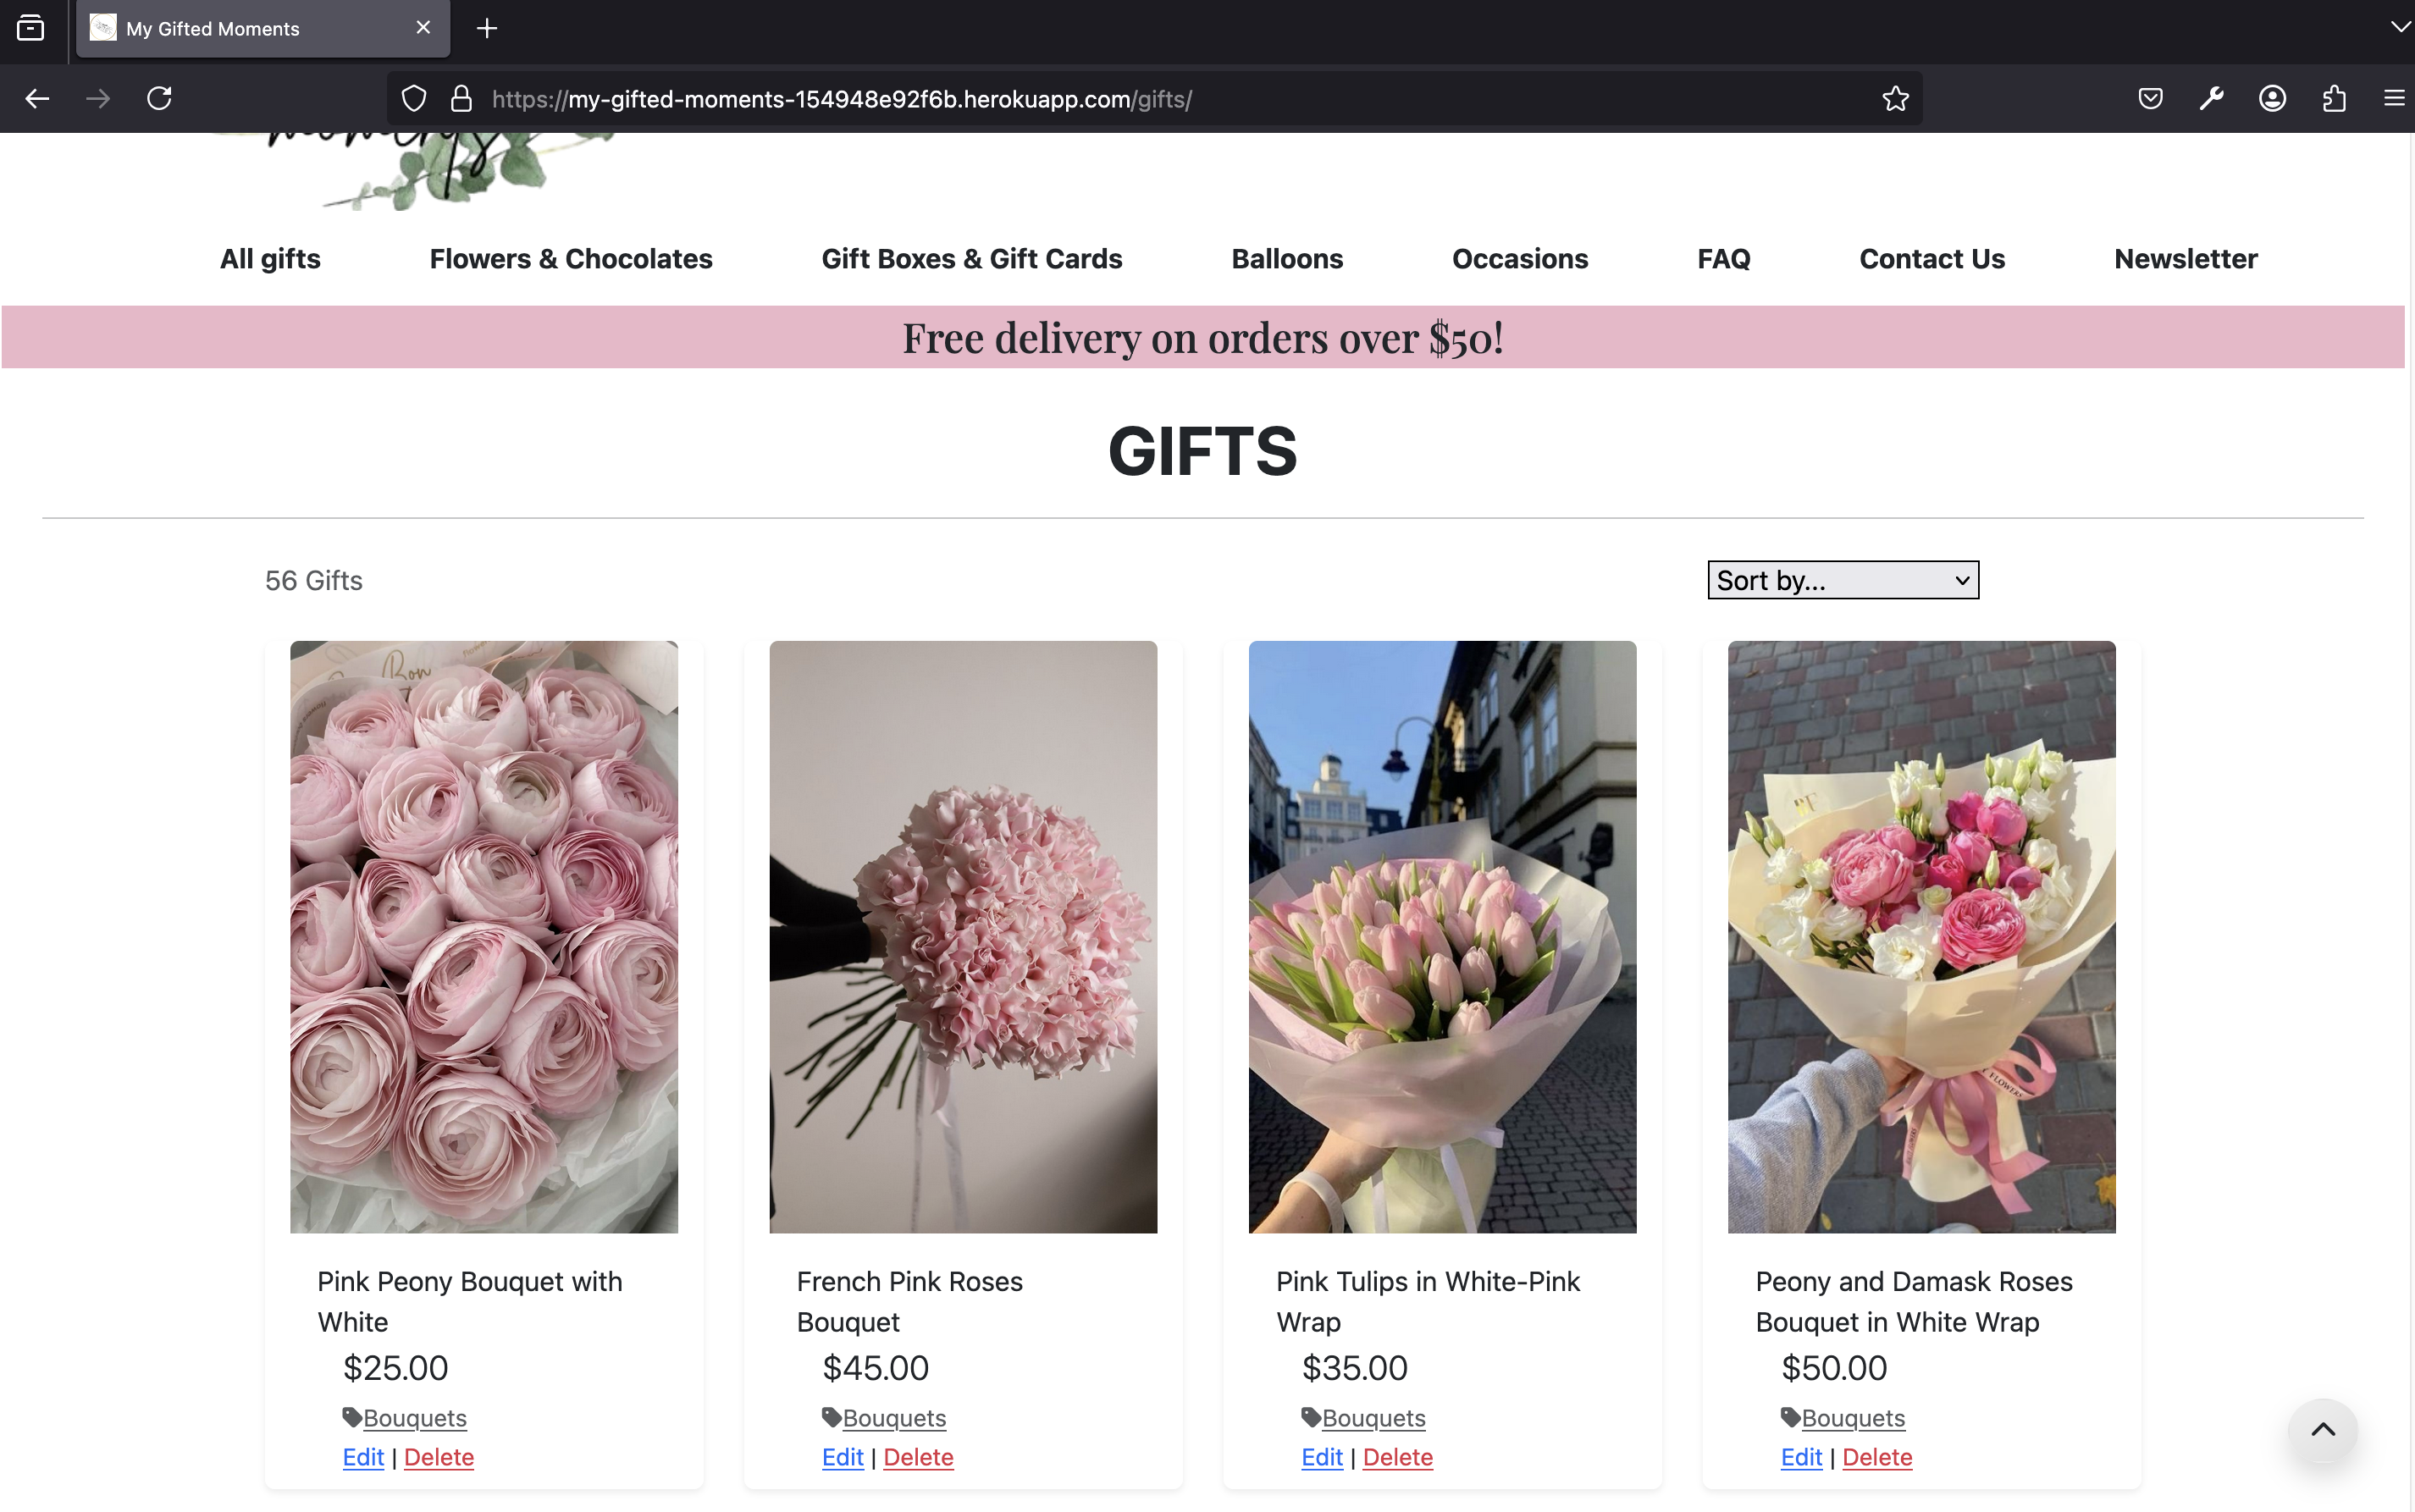 My Gifted Moments
https://my-gifted-moments-154948e92f6b.herokuapp.com/gifts/
moments
All gifts Flowers & Chocolates Gift Boxes & Gift Cards Balloons Occasions FAQ Contact Us Newsletter
Free delivery on orders over $50!
GIFTS
56 Gifts Sort by...
Bon
FLOWERS
Pink Peony Bouquet with
White
$25.00
Bouquets
Edit | Delete
French Pink Roses
Bouquet
$45.00
Bouquets
Edit | Delete
Pink Tulips in White-Pink
Wrap
$35.00
Bouquets
Edit | Delete
Peony and Damask Roses
Bouquet in White Wrap
$50.00
Bouquets
Edit | Delete